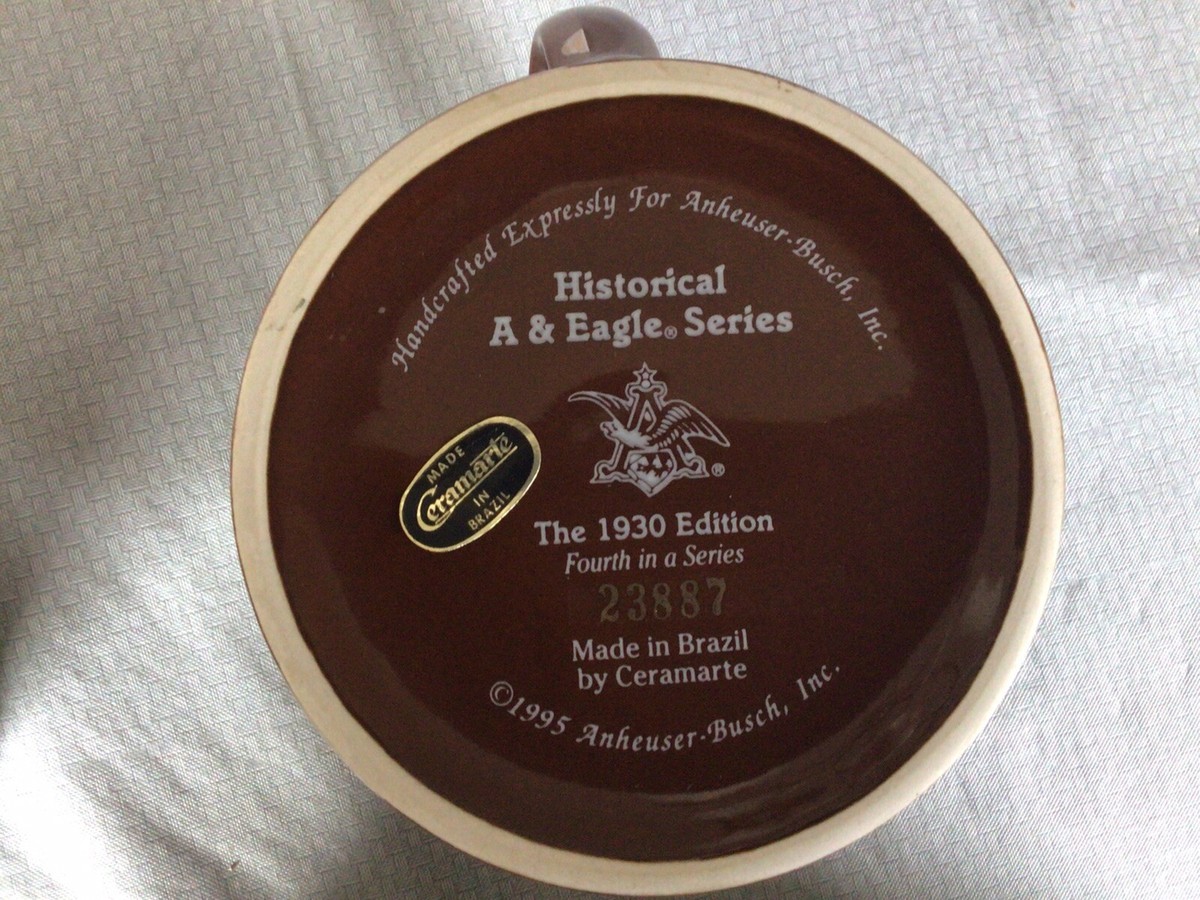 Handcrafted Expressly For Anheuser-Busch, Inc.
Historical
A & Eagle® Series
A
®
MADE
Ceramarte
IN
BRAZIL
The 1930 Edition
Fourth in a Series
23887
Made in Brazil
by Ceramarte
©1995 Anheuser-Busch, Inc.